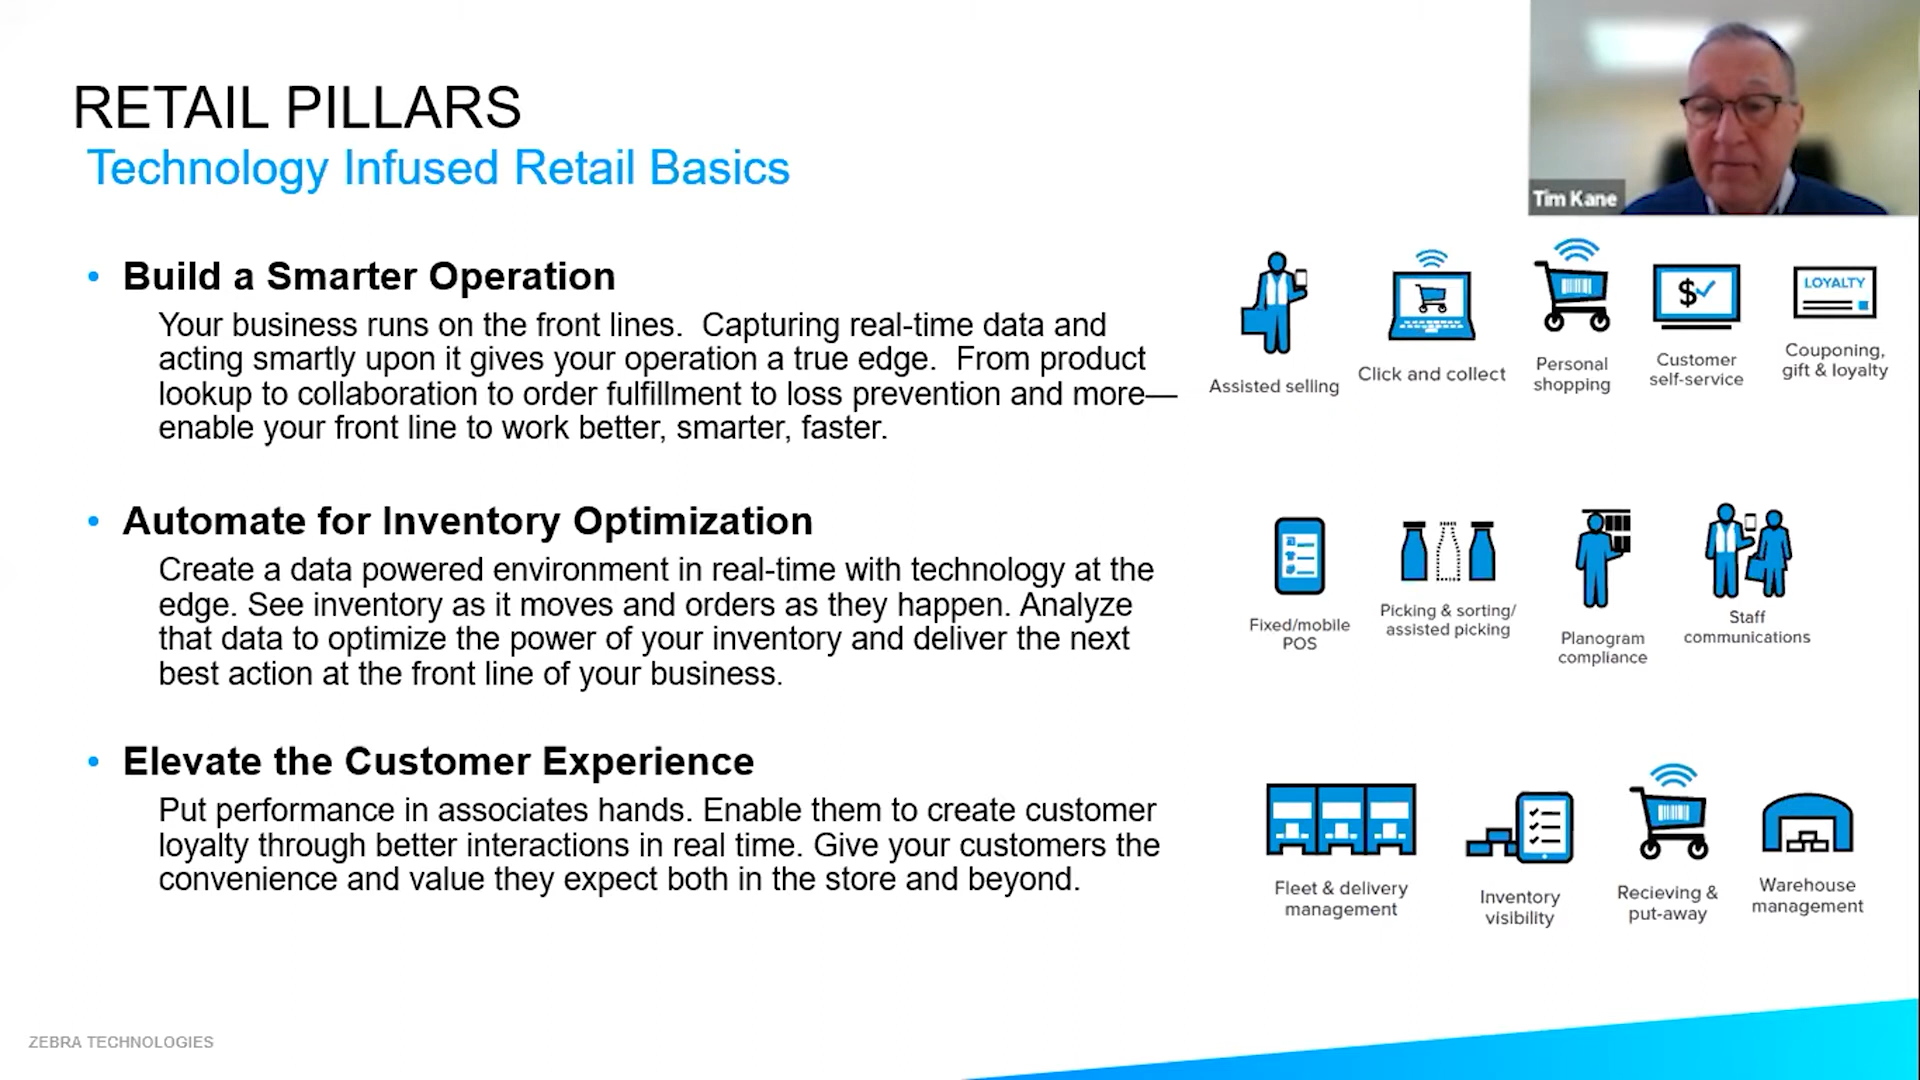 RETAIL PILLARS
Technology Infused Retail Basics
Tim Kane
• Build a Smarter Operation
Your business runs on the front lines.  Capturing real-time data and
acting smartly upon it gives your operation a true edge.  From product
lookup to collaboration to order fulfillment to loss prevention and more—
enable your front line to work better, smarter, faster.
LOYALTY
$
Assisted selling
Click and collect
Personal
shopping
Customer
self-service
Couponing,
gift & loyalty
• Automate for Inventory Optimization
Create a data powered environment in real-time with technology at the
edge. See inventory as it moves and orders as they happen. Analyze
that data to optimize the power of your inventory and deliver the next
best action at the front line of your business.
Fixed/mobile
POS
Picking & sorting/
assisted picking
Planogram
compliance
Staff
communications
• Elevate the Customer Experience
Put performance in associates hands. Enable them to create customer
loyalty through better interactions in real time. Give your customers the
convenience and value they expect both in the store and beyond.
Fleet & delivery
management
Inventory
visibility
Recieving &
put-away
Warehouse
management
ZEBRA TECHNOLOGIES